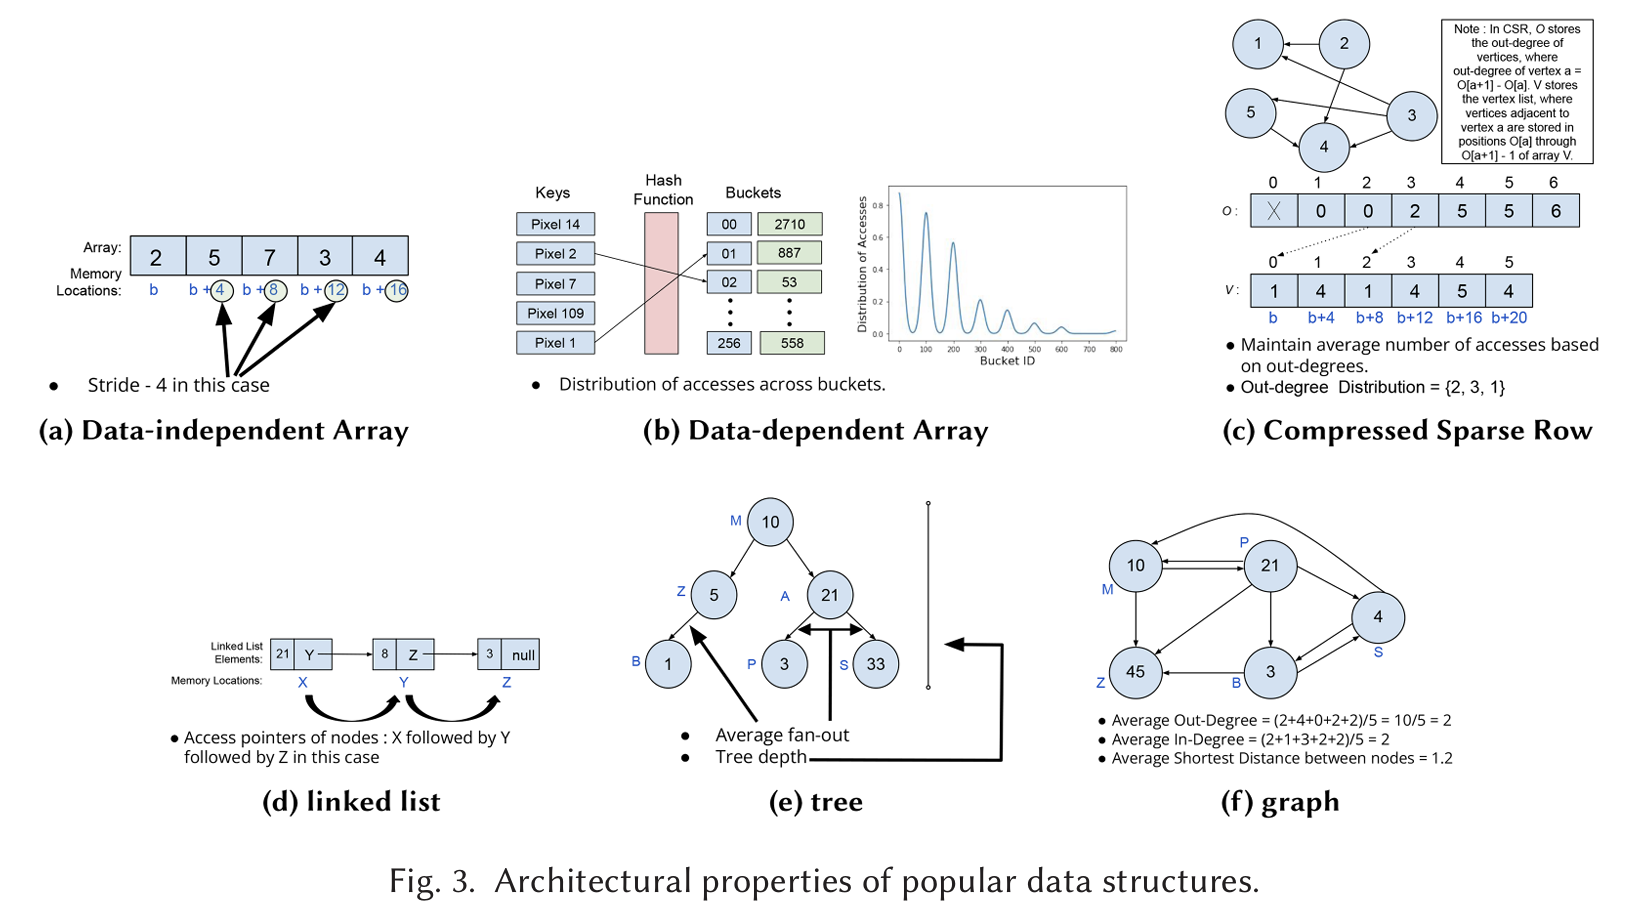 Array:
2 5 7 3 4
Memory
Locations:
b b + 4 b + 8 b + 12 b + 16
● Stride - 4 in this case
(a) Data-independent Array
Keys
Hash
Function
Buckets
Pixel 14
Pixel 2
Pixel 7
Pixel 109
Pixel 1
00 2710
01 887
02 53
256 558
Distribution of Accesses
0.8
0.6
0.4
0.2
0.0
0 100 200 300 400 500 600 700 800
Bucket ID
● Distribution of accesses across buckets.
(b) Data-dependent Array
1 2
5 3
4
Note : In CSR, O stores
the out-degree of
vertices, where
out-degree of vertex a =
O[a+1] - O[a]. V stores
the vertex list, where
vertices adjacent to
vertex a are stored in
positions O[a] through
O[a+1] - 1 of array V.
0 1 2 3 4 5 6
O : X 0 0 2 5 5 6
0 1 2 3 4 5
V : 1 4 1 4 5 4
b b+4 b+8 b+12 b+16 b+20
● Maintain average number of accesses based
on out-degrees.
● Out-degree Distribution = {2, 3, 1}
(c) Compressed Sparse Row
Linked List
Elements:
21 Y 8 Z 3 null
Memory Locations: X Y Z
● Access pointers of nodes : X followed by Y
followed by Z in this case
(d) linked list
M 10
Z 5 A 21
B 1 P 3 S 33
● Average fan-out
● Tree depth
(e) tree
10 P 21
M
4
S
45 3
Z B
● Average Out-Degree = (2+4+0+2+2)/5 = 10/5 = 2
● Average In-Degree = (2+1+3+2+2)/5 = 2
● Average Shortest Distance between nodes = 1.2
(f) graph
Fig. 3. Architectural properties of popular data structures.